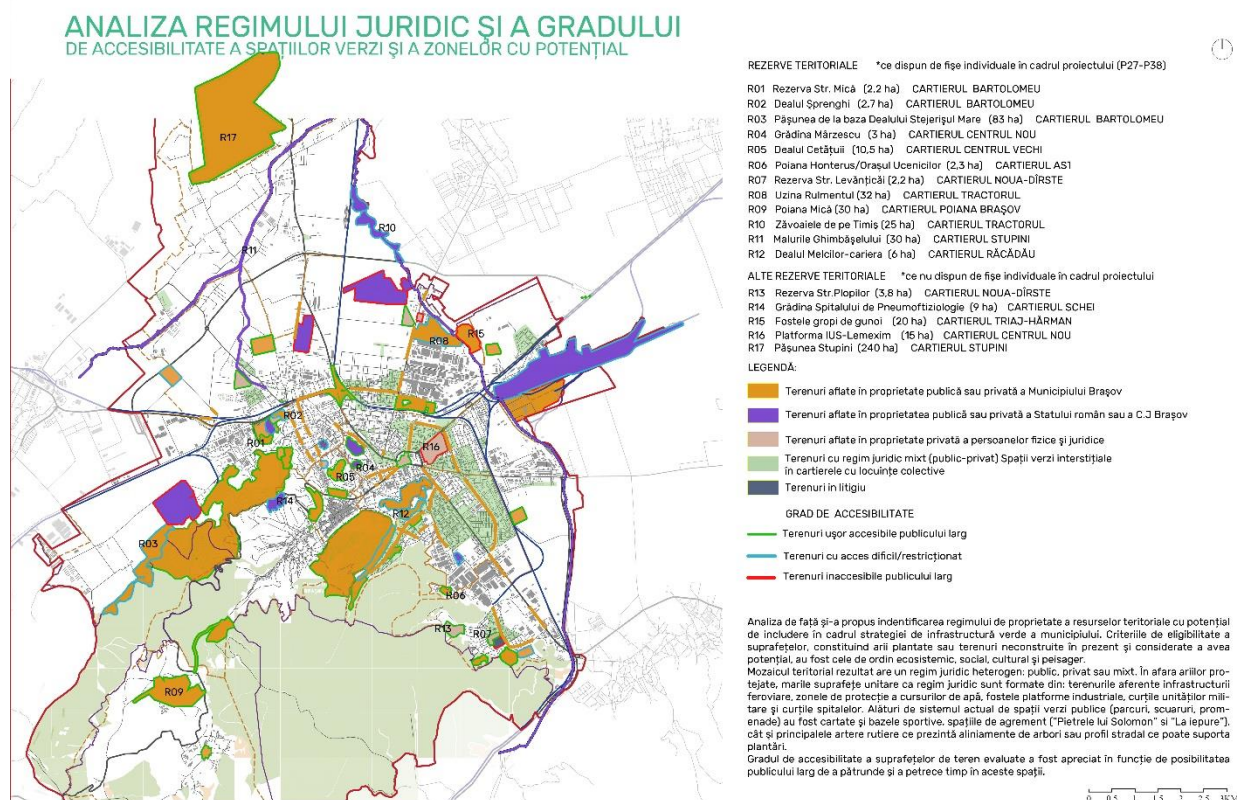 ANALIZA REGIMULUI JURIDIC ȘI A GRADULUI
DE ACCESIBILITATE A SPAȚIILOR VERZI ȘI A ZONELOR CU POTENȚIAL
REZERVE TERITORIALE *ce dispun de fișe individuale în cadrul proiectului (P27-P38)
R01 Rezerva Str. Mică (2,2 ha) CARTIERUL BARTOLOMEU
R02 Dealul Șprenghi (2,7 ha) CARTIERUL BARTOLOMEU
R03 Pășunea de la baza Dealului Stejerișul Mare (83 ha) CARTIERUL BARTOLOMEU
R04 Grădina Mârzescu (3 ha) CARTIERUL CENTRUL NOU
R05 Dealul Cetățuii (10,5 ha) CARTIERUL CENTRUL VECHI
R06 Poiana Honterus/Orașul Ucenicilor (2,3 ha) CARTIERUL AS1
R07 Rezerva Str. Levănțicăi (2,2 ha) CARTIERUL NOUA-DÎRSTE
R08 Uzina Rulmentul (32 ha) CARTIERUL TRACTORUL
R09 Poiana Mică (30 ha) CARTIERUL POIANA BRAȘOV
R10 Zăvoaiele de pe Timiș (25 ha) CARTIERUL TRACTORUL
R11 Malurile Ghimbășelului (30 ha) CARTIERUL STUPINI
R12 Dealul Melcilor-cariera (6 ha) CARTIERUL RĂCĂDĂU
ALTE REZERVE TERITORIALE *ce nu dispun de fișe individuale în cadrul proiectului
R13 Rezerva Str.Plopilor (3,8 ha) CARTIERUL NOUA-DÎRSTE
R14 Grădina Spitalului de Pneumoftiziologie (9 ha) CARTIERUL SCHEI
R15 Fostele gropi de gunoi (20 ha) CARTIERUL TRIAJ-HĂRMAN
R16 Platforma IUS-Lemexim (15 ha) CARTIERUL CENTRUL NOU
R17 Pășunea Stupini (240 ha) CARTIERUL STUPINI
LEGENDĂ:
Terenuri aflate în proprietate publică sau privată a Municipiului Brașov
Terenuri aflate în proprietatea publică sau privată a Statului român sau a C.J Brașov
Terenuri aflate în proprietate privată a persoanelor fizice și juridice
Terenuri cu regim juridic mixt (public-privat) Spații verzi interstițiale
în cartierele cu locuințe colective
Terenuri in litigiu
GRAD DE ACCESIBILITATE
Terenuri ușor accesibile publicului larg
Terenuri cu acces dificil/restricționat
Terenuri inaccesibile publicului larg
Analiza de față și-a propus indentificarea regimului de proprietate a resurselor teritoriale cu potențial
de includere în cadrul strategiei de infrastructură verde a municipiului. Criteriile de eligibilitate a
suprafețelor, constituind arii plantate sau terenuri neconstruite în prezent și considerate a avea
potențial, au fost cele de ordin ecosistemic, social, cultural și peisager.
Mozaicul teritorial rezultat are un regim juridic heterogen: public, privat sau mixt. În afara ariilor pro-
tejate, marile suprafețe unitare ca regim juridic sunt formate din: terenurile aferente infrastructurii
feroviare, zonele de protecție a cursurilor de apă, fostele platforme industriale, curțile unităților mili-
tare și curțile spitalelor. Alături de sistemul actual de spații verzi publice (parcuri, scuaruri, prom-
enade) au fost cartate și bazele sportive, spațiile de agrement ("Pietrele lui Solomon" si "La iepure"),
cât și principalele artere rutiere ce prezintă aliniamente de arbori sau profil stradal ce poate suporta
plantări.
Gradul de accesibilitate a suprafețelor de teren evaluate a fost apreciat în funcție de posibilitatea
publicului larg de a pătrunde și a petrece timp în aceste spații.
R17
R10
R11
R08
R15
R02
R01
R16
R04
R05
R14
R12
R03
R06
R13
R07
R09
0 0.5 1 1.5 2 2.5 3KM